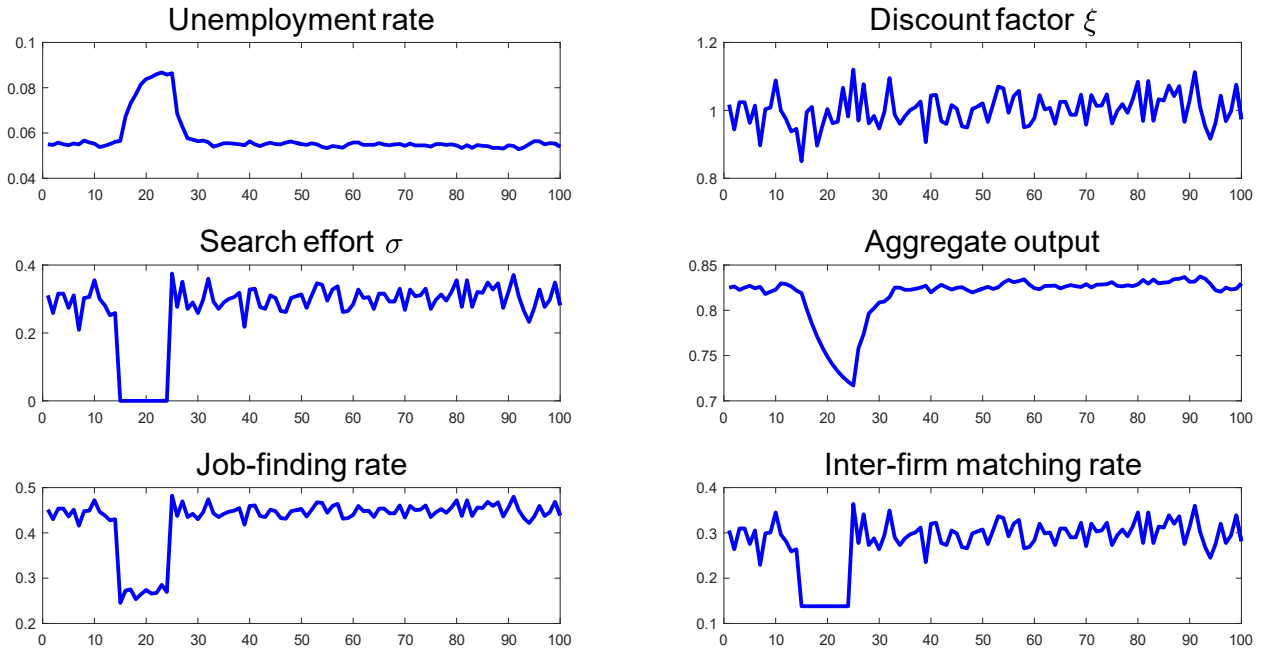 Unemployment rate
0.1
0.08
0.06
0.04
0 10 20 30 40 50 60 70 80 90 100
Discount factor ξ
1.2
1
0.8
0 10 20 30 40 50 60 70 80 90 100
Search effort σ
0.4
0.2
0
0 10 20 30 40 50 60 70 80 90 100
Aggregate output
0.85
0.8
0.75
0.7
0 10 20 30 40 50 60 70 80 90 100
Job-finding rate
0.5
0.4
0.3
0.2
0 10 20 30 40 50 60 70 80 90 100
Inter-firm matching rate
0.4
0.3
0.2
0.1
0 10 20 30 40 50 60 70 80 90 100